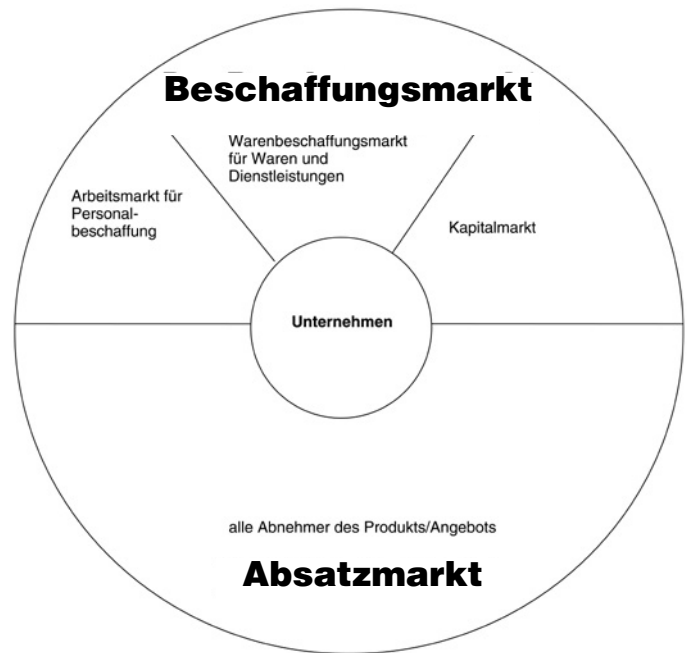 Beschaffungsmarkt
Warenbeschaffungsmarkt
für Waren und
Dienstleistungen
Arbeitsmarkt für
Personal-
beschaffung
Kapitalmarkt
Unternehmen
alle Abnehmer des Produkts/Angebots
Absatzmarkt